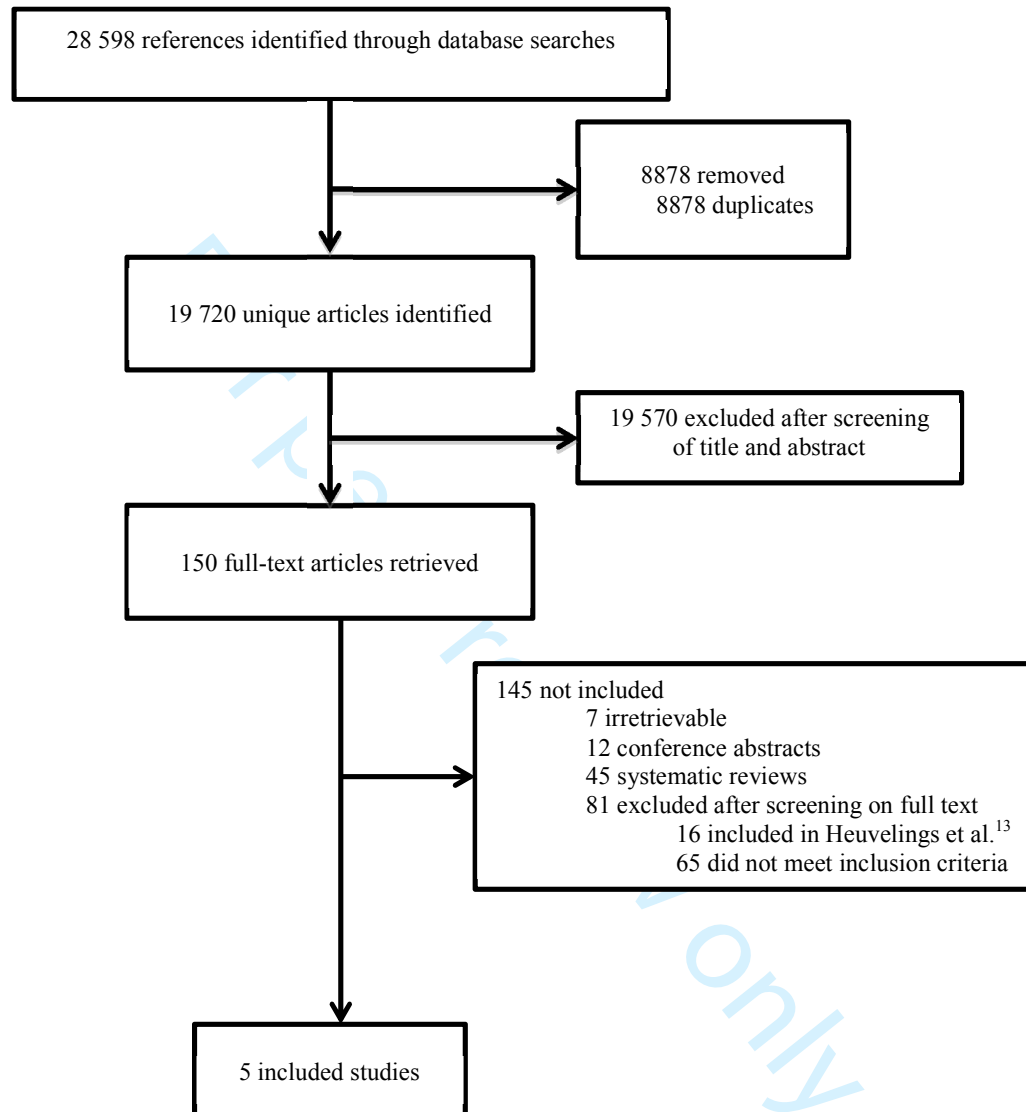 28 598 references identified through database searches
8878 removed
8878 duplicates
19 720 unique articles identified
19 570 excluded after screening
of title and abstract
150 full-text articles retrieved
145 not included
7 irretrievable
12 conference abstracts
45 systematic reviews
81 excluded after screening on full text
16 included in Heuvelings et al.13
65 did not meet inclusion criteria
5 included studies
only